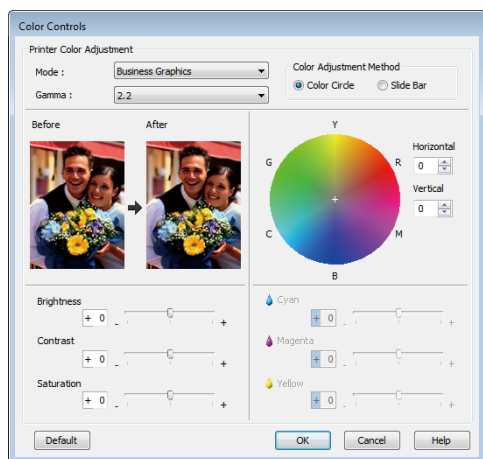 Color Controls
Printer Color Adjustment
Mode : Business Graphics
Gamma : 2.2
Color Adjustment Method
Color Circle Slide Bar
Before After
Y
G R
C M
B
Horizontal
0
Vertical
0
Brightness
+ 0 - +
Contrast
+ 0 - +
Saturation
+ 0 - +
Cyan
+ 0 - +
Magenta
+ 0 - +
Yellow
+ 0 - +
Default OK Cancel Help